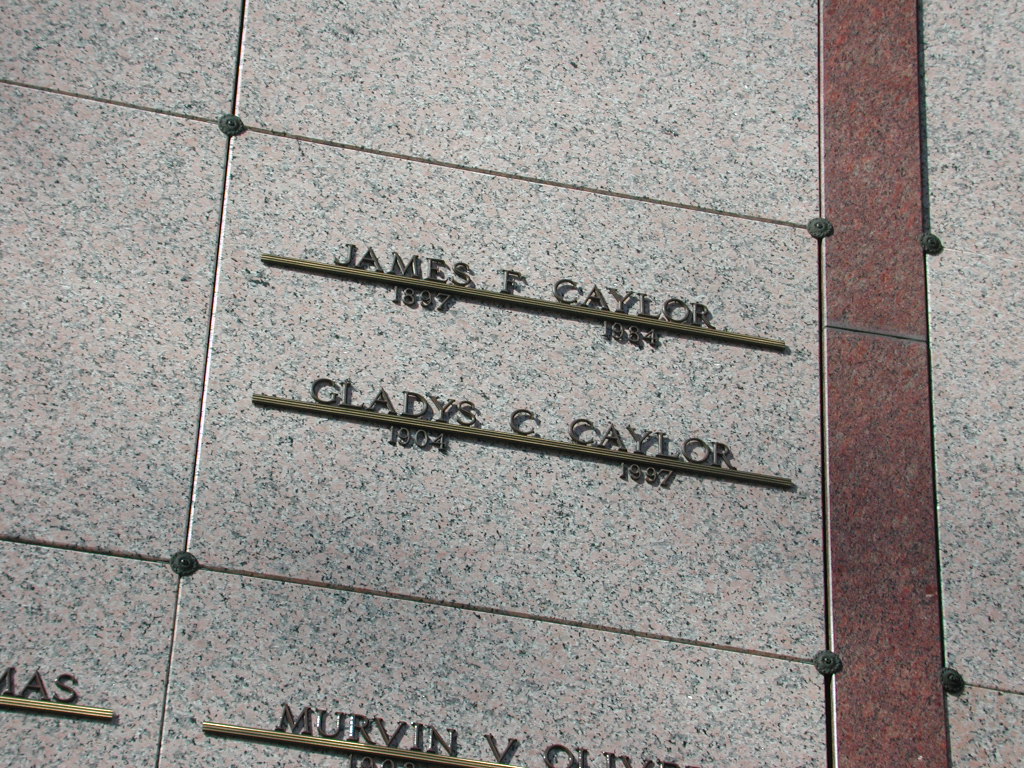 JAMES F CAYLOR
1897 1984
GLADYS C CAYLOR
1904 1997
MAS
MURVIN V